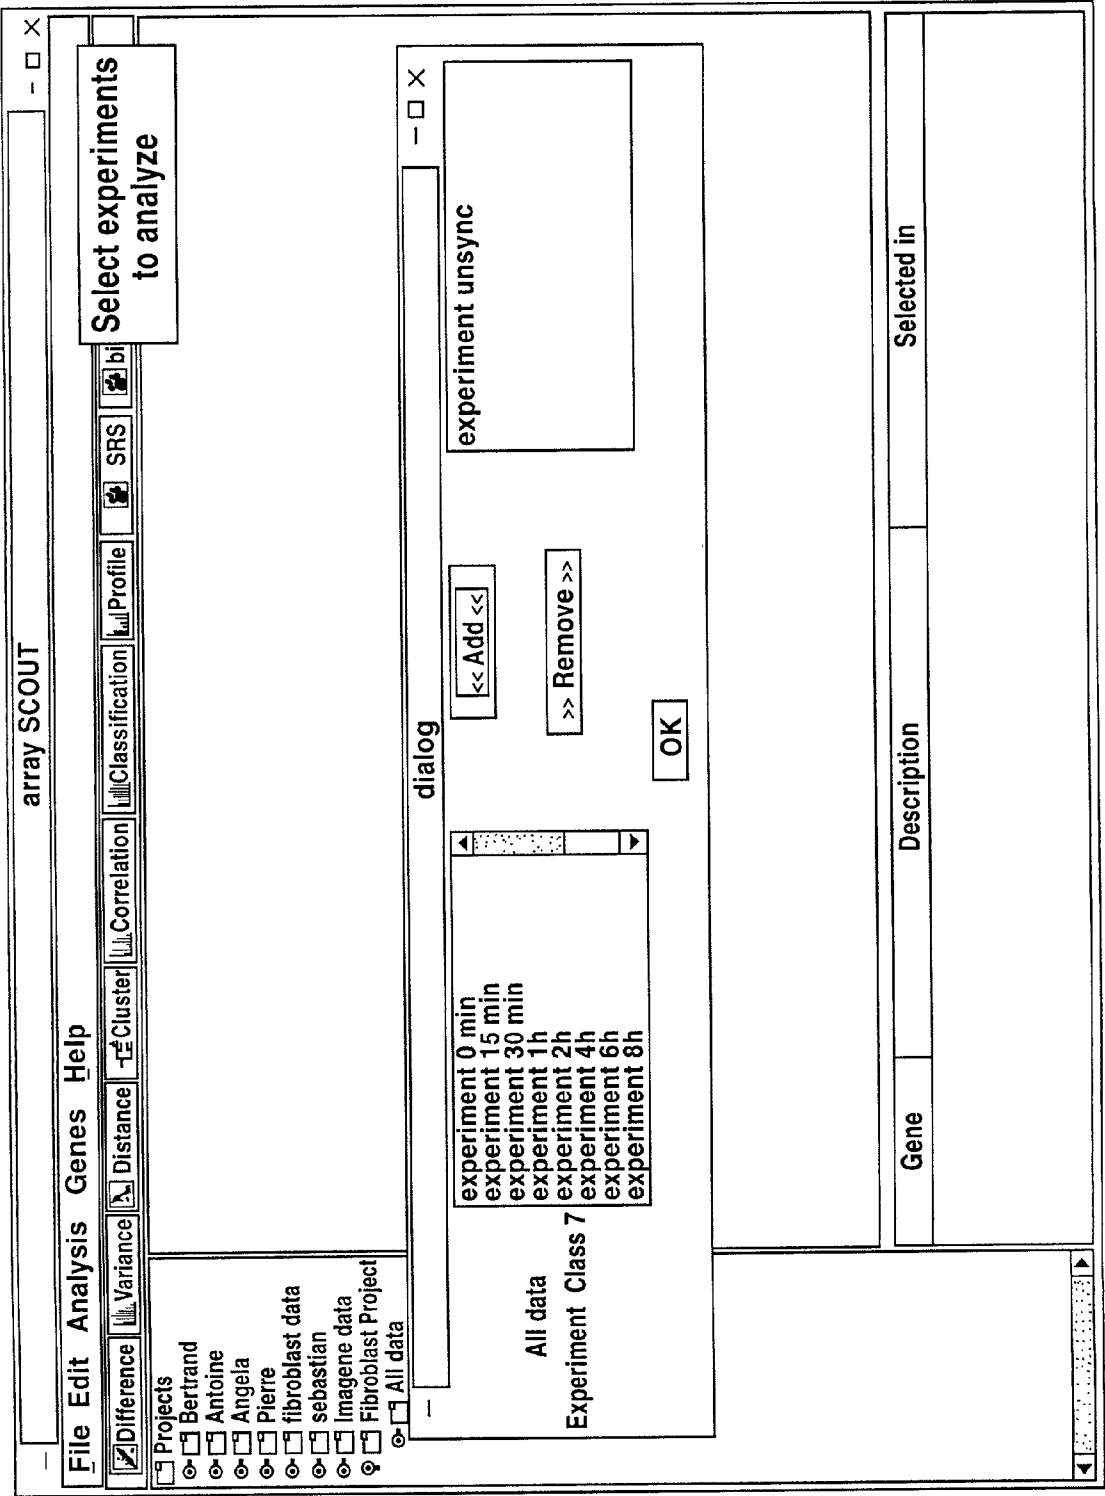 array SCOUT
File Edit Analysis Genes Help
Difference Variance Distance Cluster Correlation Classification Profile SRS bi
Select experiments
to analyze
Projects
Bertrand
Antoine
Angela
Pierre
fibroblast data
sebastian
Imagene data
Fibroblast Project
All data
dialog
All data
Experiment Class 7
experiment 0 min
experiment 15 min
experiment 30 min
experiment 1h
experiment 2h
experiment 4h
experiment 6h
experiment 8h
<< Add <<
>> Remove >>
experiment unsync
OK
Gene Description Selected in